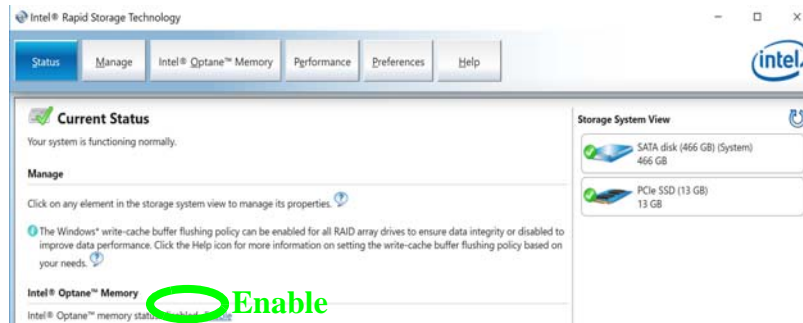 Intel® Rapid Storage Technology
Status Manage Intel® Optane™ Memory Performance Preferences Help
intel
Current Status
Your system is functioning normally.
Manage
Click on any element in the storage system view to manage its properties.
The Windows* write-cache buffer flushing policy can be enabled for all RAID array drives to ensure data integrity or disabled to
improve data performance. Click the Help icon for more information on setting the write-cache buffer flushing policy based on
your needs.
Intel® Optane™ Memory
Enable
Intel® Optane™ memory
Storage System View
SATA disk (466 GB) (System)
466 GB
PCIe SSD (13 GB)
13 GB